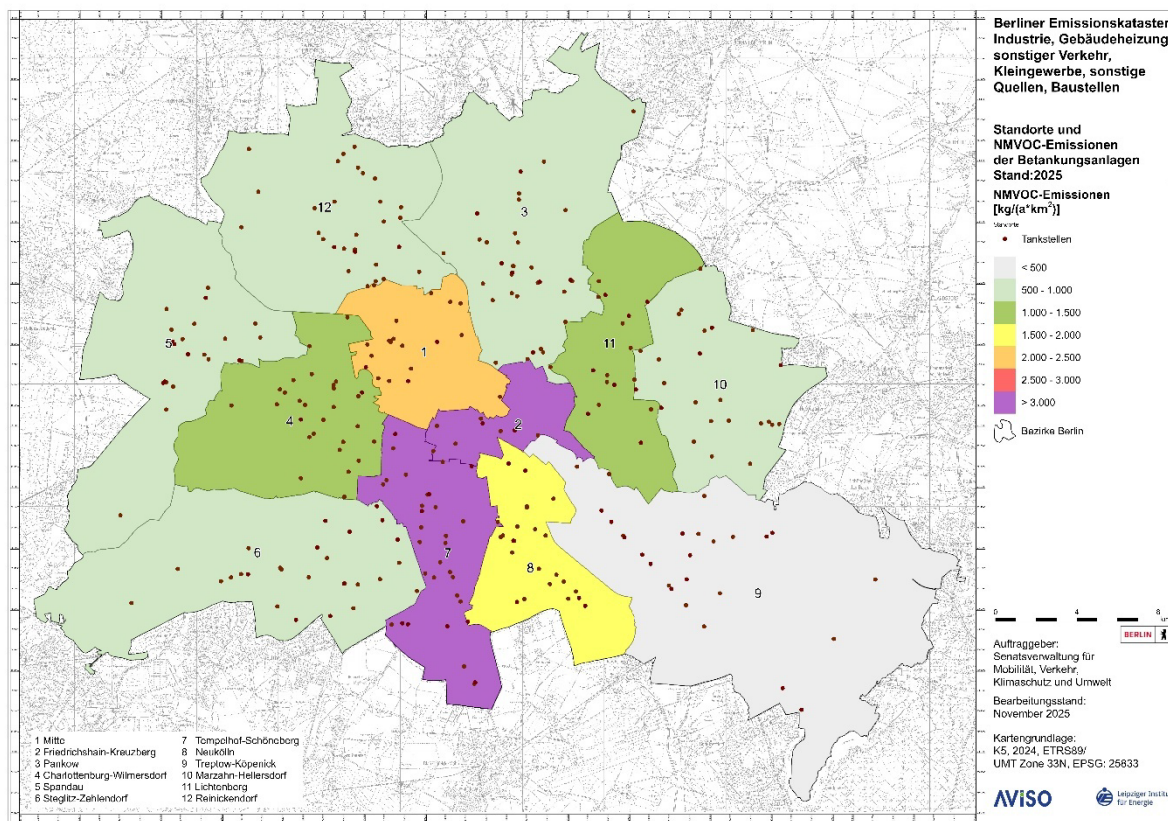 Berliner Emissionskataster
Industrie, Gebäudeheizung
sonstiger Verkehr,
Kleingewerbe, sonstige
Quellen, Baustellen
Standorte und
NMVOC-Emissionen
der Betankungsanlagen
Stand:2025
NMVOC-Emissionen
[kg/(a*km²)]
Standorte
Tankstellen
< 500
500 - 1.000
1.000 - 1.500
1.500 - 2.000
2.000 - 2.500
2.500 - 3.000
> 3.000
Bezirke Berlin
12
3
5
1
11
10
4
2
6
7
8
9
0 4 8
BERLIN
Auftraggeber:
Senatsverwaltung für
Mobilität, Verkehr,
Klimaschutz und Umwelt
Bearbeitungsstand:
November 2025
Kartengrundlage:
K5, 2024, ETRS89/
UMT Zone 33N, EPSG: 25833
AVISO
Leipziger Institu
für Energie
1 Mitte
2 Friedrichshain-Kreuzberg
3 Pankow
4 Charlottenburg-Wilmersdorf
5 Spandau
6 Steglitz-Zehlendorf
7 Tempelhof-Schöneberg
8 Neukölln
9 Treptow-Köpenick
10 Marzahn-Hellersdorf
11 Lichtenberg
12 Reinickendorf